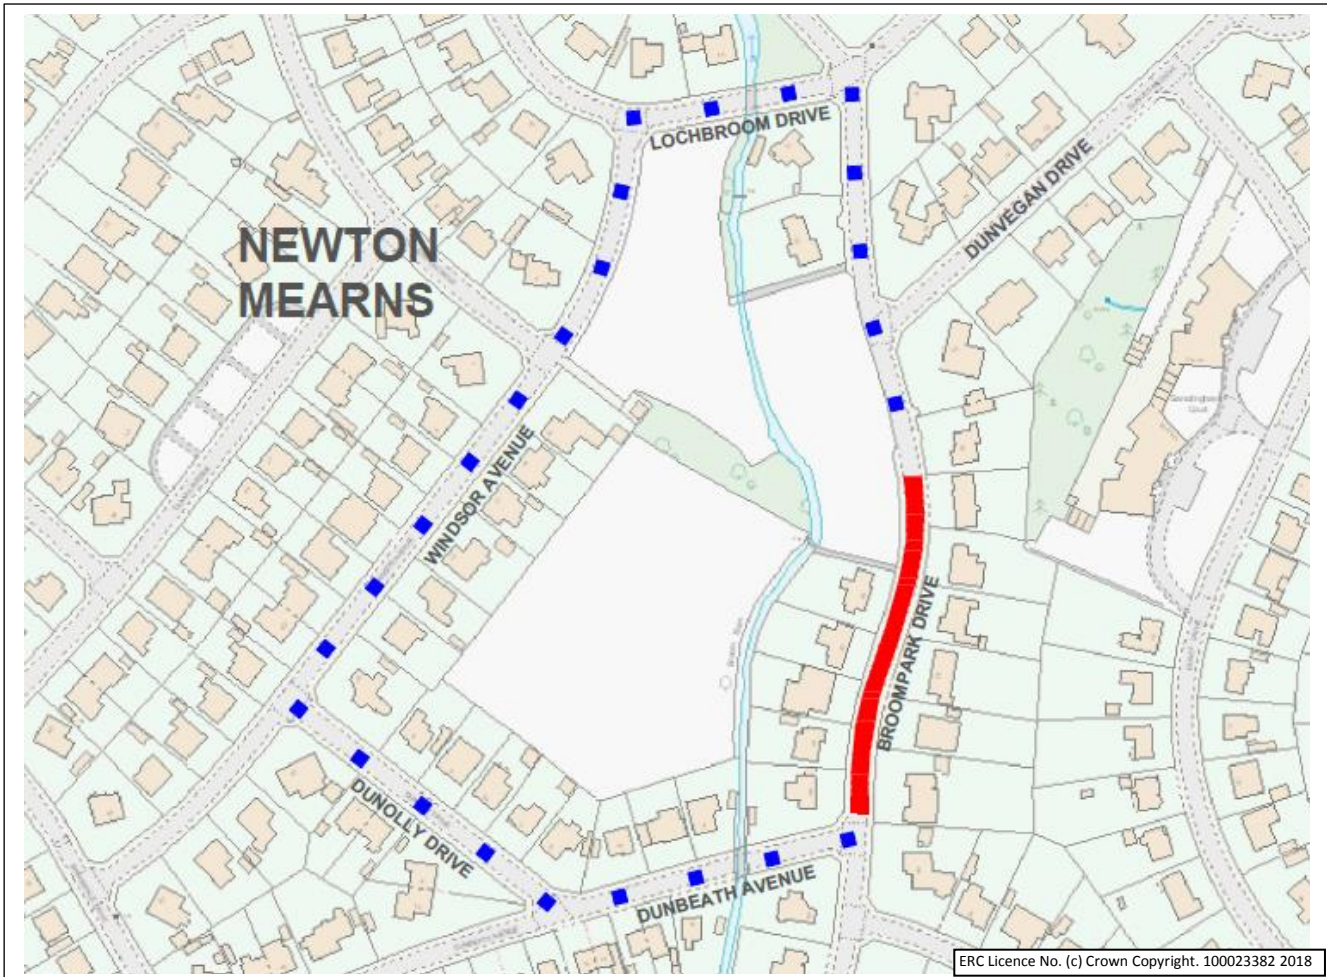 LOCHBROOM DRIVE
DUNVEGAN DRIVE
NEWTON
MEARNS
WINDSOR AVENUE
BROOMPARK DRIVE
DUNOLLY DRIVE
DUNBEATH AVENUE
ERC Licence No. (c) Crown Copyright. 100023382 2018